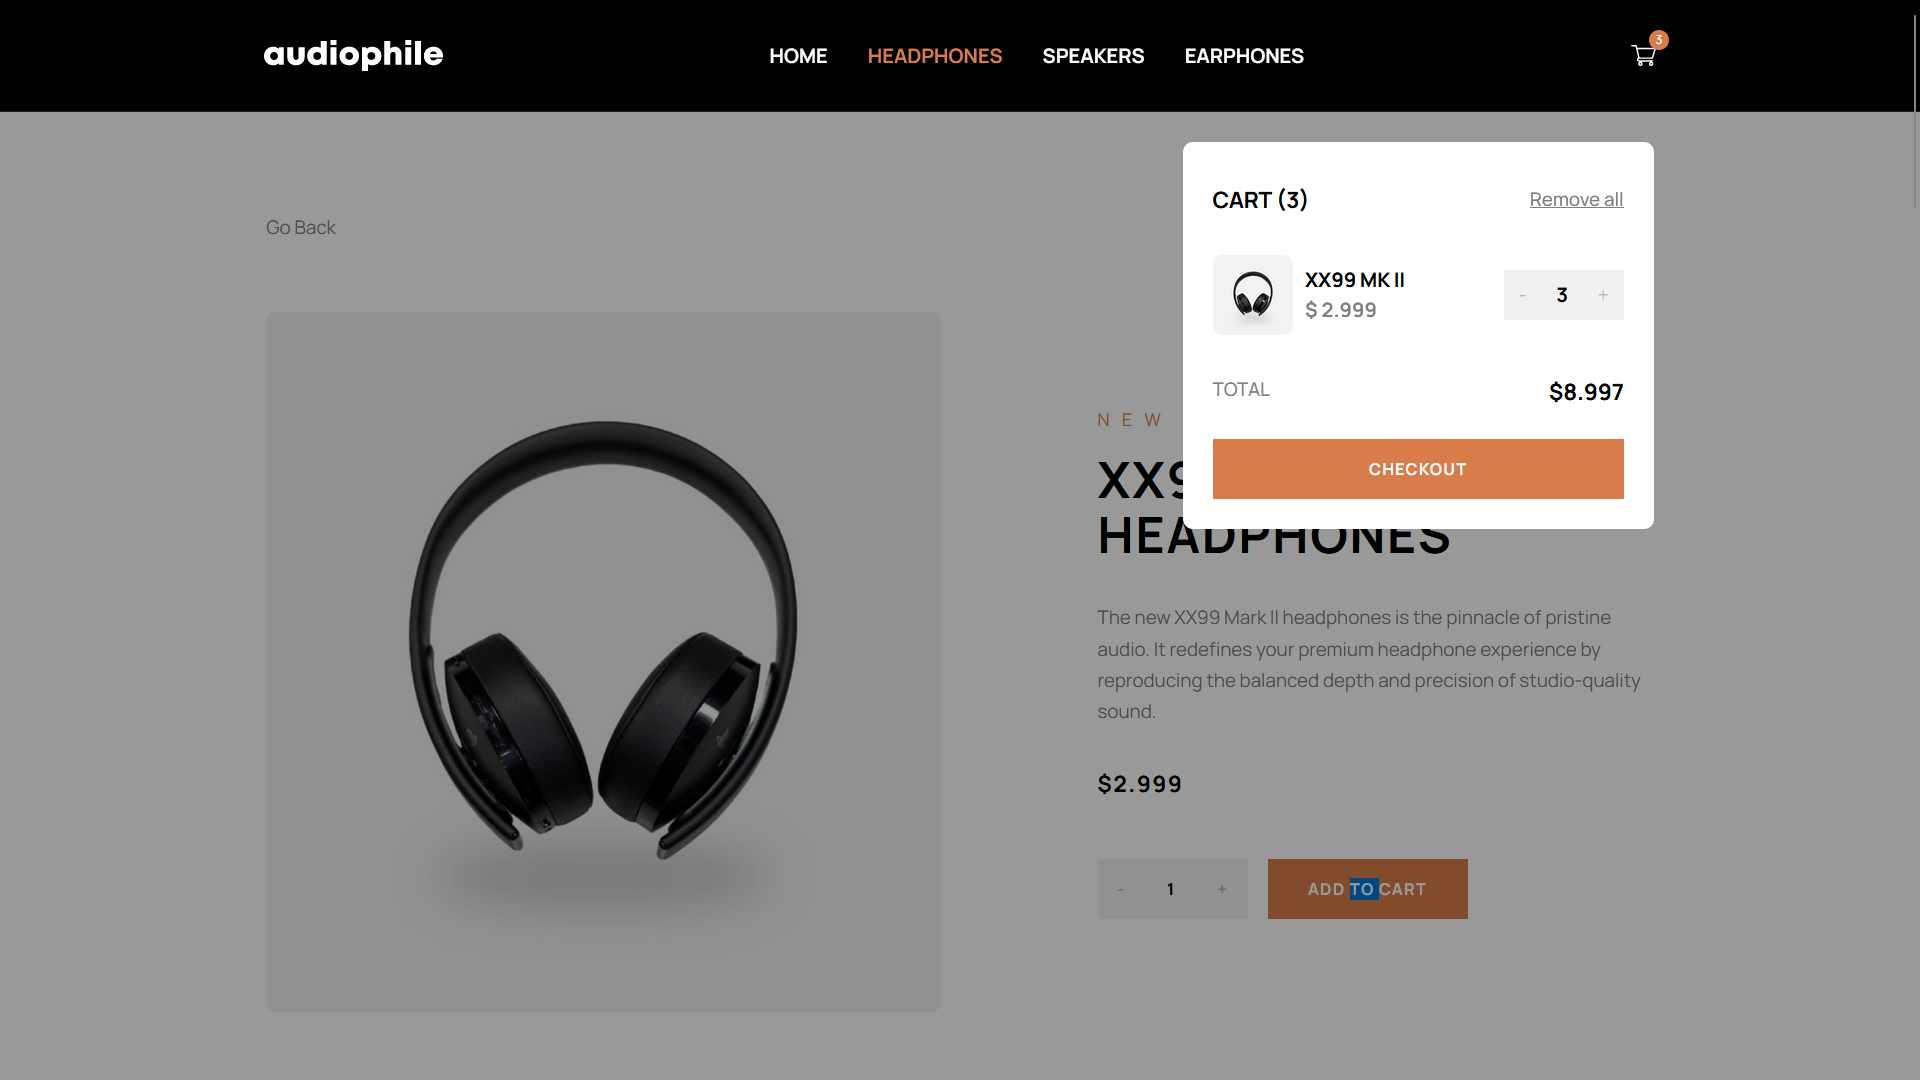 audiophile
HOME
HEADPHONES
SPEAKERS
EARPHONES
3
Go Back
CART (3)
Remove all
XX99 MK II
$ 2.999
-
3
+
TOTAL
$8.997
CHECKOUT
NEW
XX9
HEADPHONES
The new XX99 Mark II headphones is the pinnacle of pristine
audio. It redefines your premium headphone experience by
reproducing the balanced depth and precision of studio-quality
sound.
$2.999
-
1
+
ADD TO CART